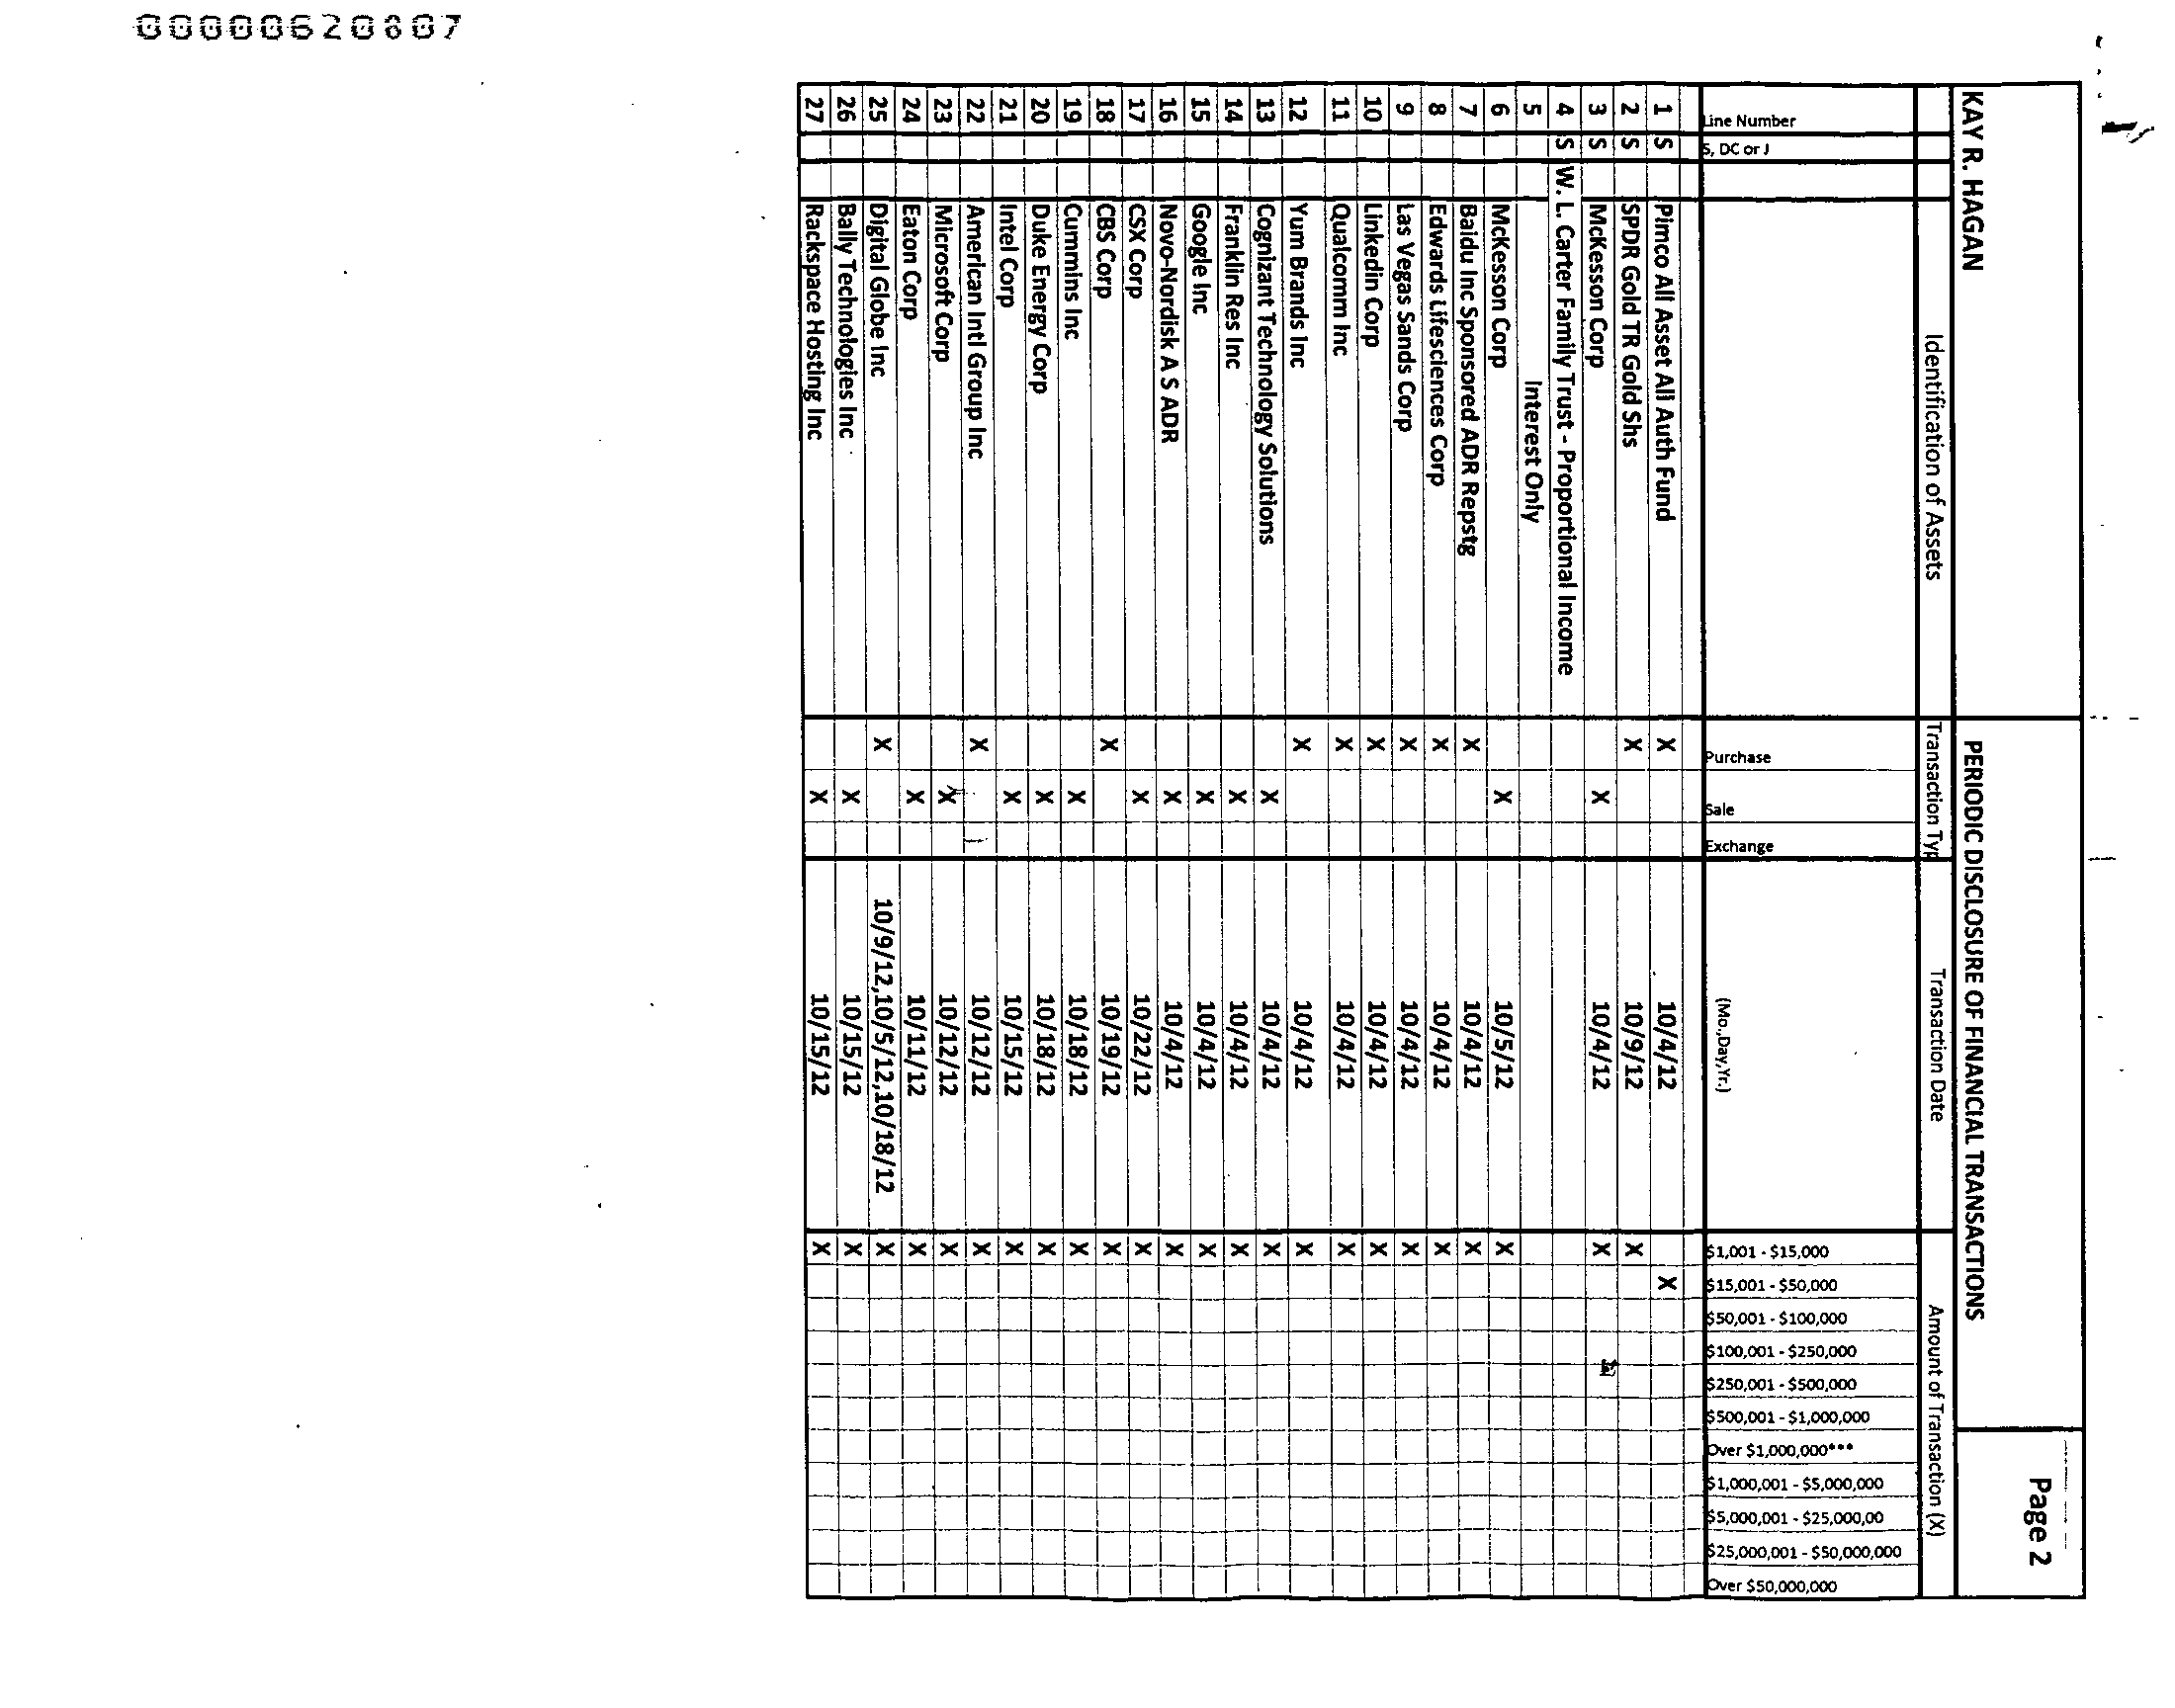 00000620807
KAY R. HAGAN PERIODIC DISCLOSURE OF FINANCIAL TRANSACTIONS Page 2
Identification of Assets Transaction Typ Transaction Date Amount of Transaction (X)
Line Number S, DC or J Purchase Sale Exchange (Mo.,Day,Yr.) $1,001 - $15,000 $15,001 - $50,000 $50,001 - $100,000 $100,001 - $250,000 $250,001 - $500,000 $500,001 - $1,000,000 Over $1,000,000*** $1,000,001 - $5,000,000 $5,000,001 - $25,000,00 $25,000,001 - $50,000,000 Over $50,000,000
1 S Pimco All Asset All Auth Fund X 10/4/12 X
2 S SPDR Gold TR Gold Shs X 10/9/12 X
3 S McKesson Corp X 10/4/12 X
4 S W. L. Carter Family Trust - Proportional Income
5 Interest Only
6 McKesson Corp X 10/5/12 X
7 Baidu Inc Sponsored ADR Repstg X 10/4/12 X
8 Edwards Lifesciences Corp X 10/4/12 X
9 Las Vegas Sands Corp X 10/4/12 X
10 Linkedin Corp X 10/4/12 X
11 Qualcomm Inc X 10/4/12 X
12 Yum Brands Inc X 10/4/12 X
13 Cognizant Technology Solutions X 10/4/12 X
14 Franklin Res Inc X 10/4/12 X
15 Google Inc X 10/4/12 X
16 Novo-Nordisk A S ADR X 10/4/12 X
17 CSX Corp X 10/22/12 X
18 CBS Corp X 10/19/12 X
19 Cummins Inc X 10/18/12 X
20 Duke Energy Corp X 10/18/12 X
21 Intel Corp X 10/15/12 X
22 American Intl Group Inc X 10/12/12 X
23 Microsoft Corp X 10/12/12 X
24 Eaton Corp X 10/11/12 X
25 Digital Globe Inc X 10/9/12,10/5/12,10/18/12 X
26 Bally Technologies Inc X 10/15/12 X
27 Rackspace Hosting Inc X 10/15/12 X